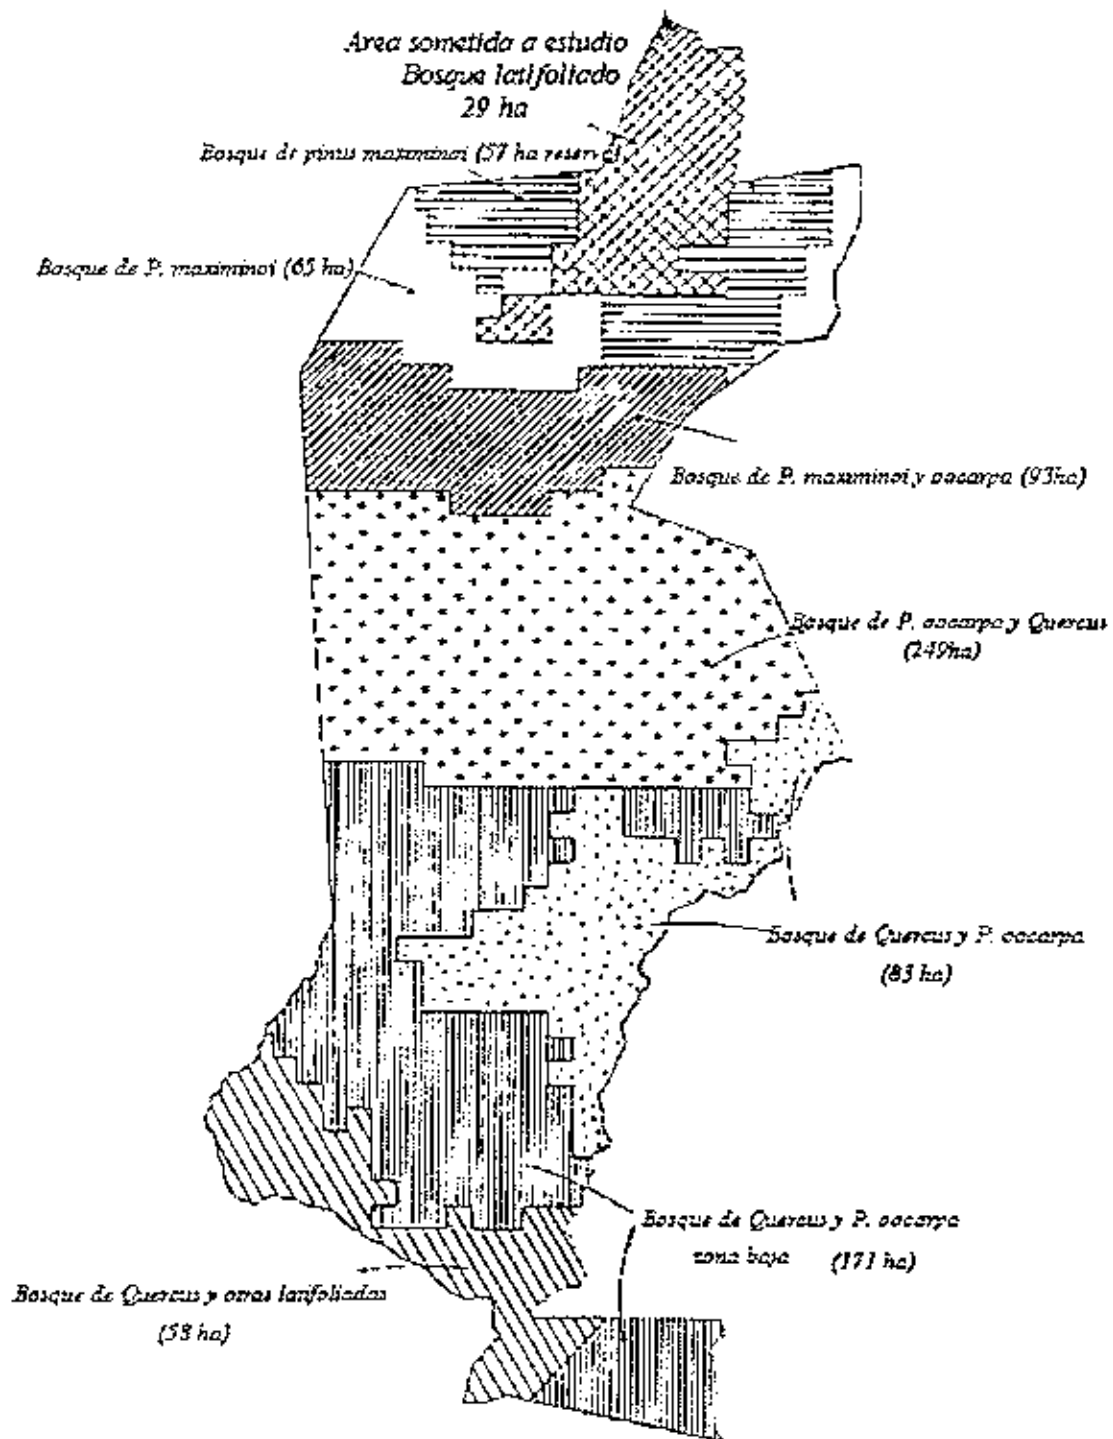 Area sometida a estudio
Bosque latifoliado
29 ha
Bosque de pinus maximinoi (57 ha reserva)
Bosque de P. maximinoi (65 ha)
Bosque de P. maximinoi y oocarpa (93ha)
Bosque de P. oocarpa y Quercus
(249ha)
Bosque de Quercus y P. oocarpa
(83 ha)
Bosque de Quercus y P. oocarpa
zona baja (171 ha)
Bosque de Quercus y otras latifoliadas
(58 ha)